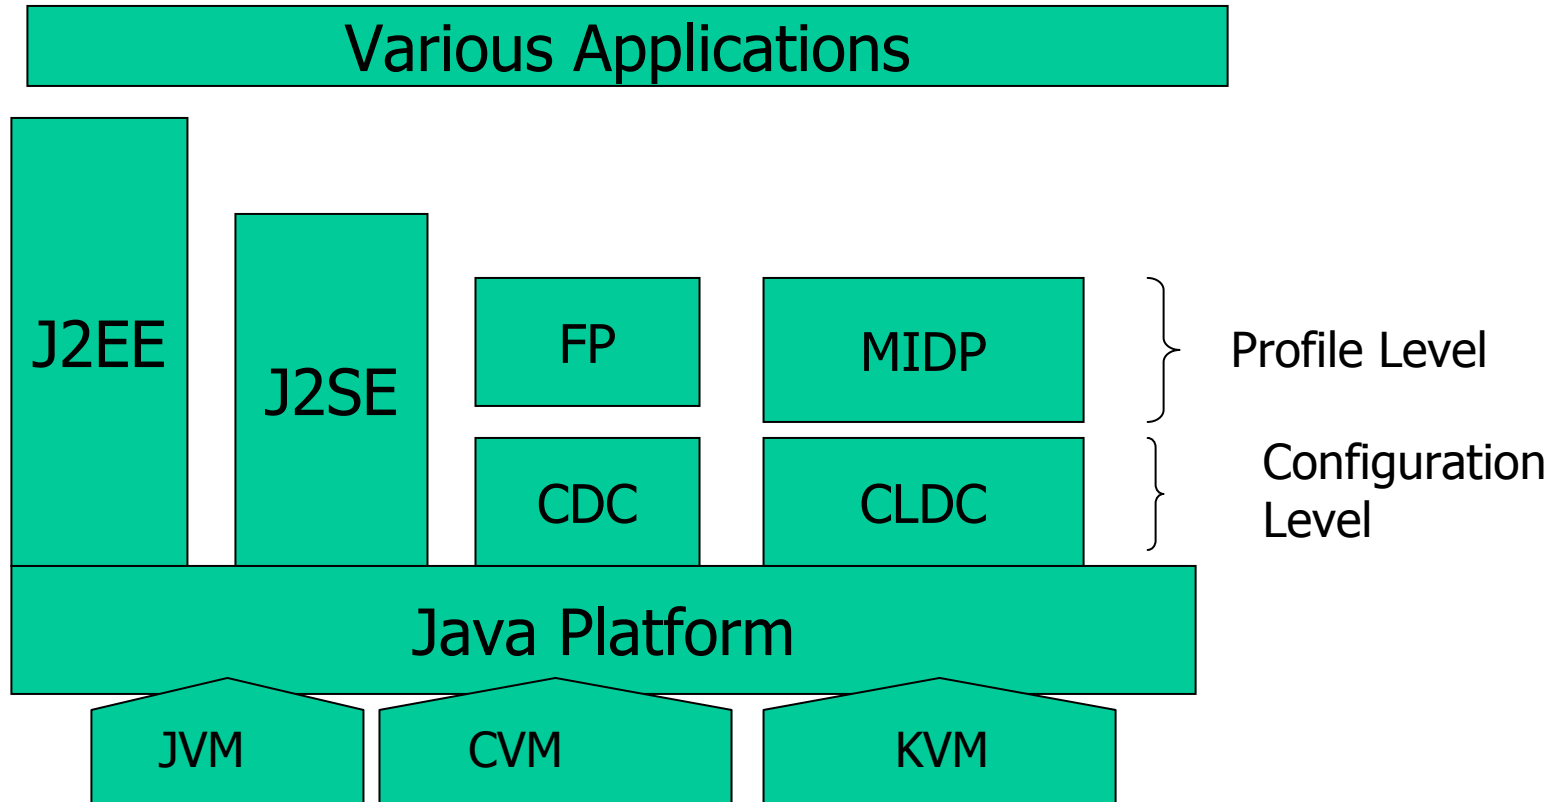 Various Applications
J2EE
J2SE
FP
MIDP
Profile Level
CDC
CLDC
Configuration
Level
Java Platform
JVM
CVM
KVM